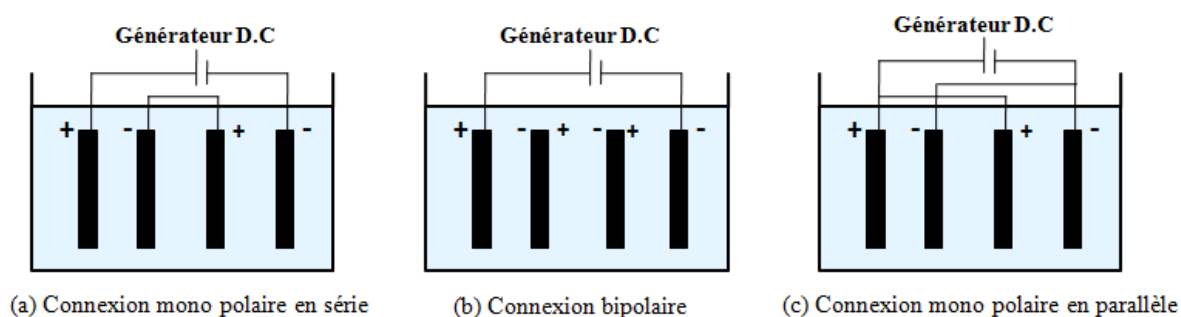 Générateur D.C
+ - + -
(a) Connexion mono polaire en série
Générateur D.C
+ - + - + -
(b) Connexion bipolaire
Générateur D.C
+ - + -
(c) Connexion mono polaire en parallèle